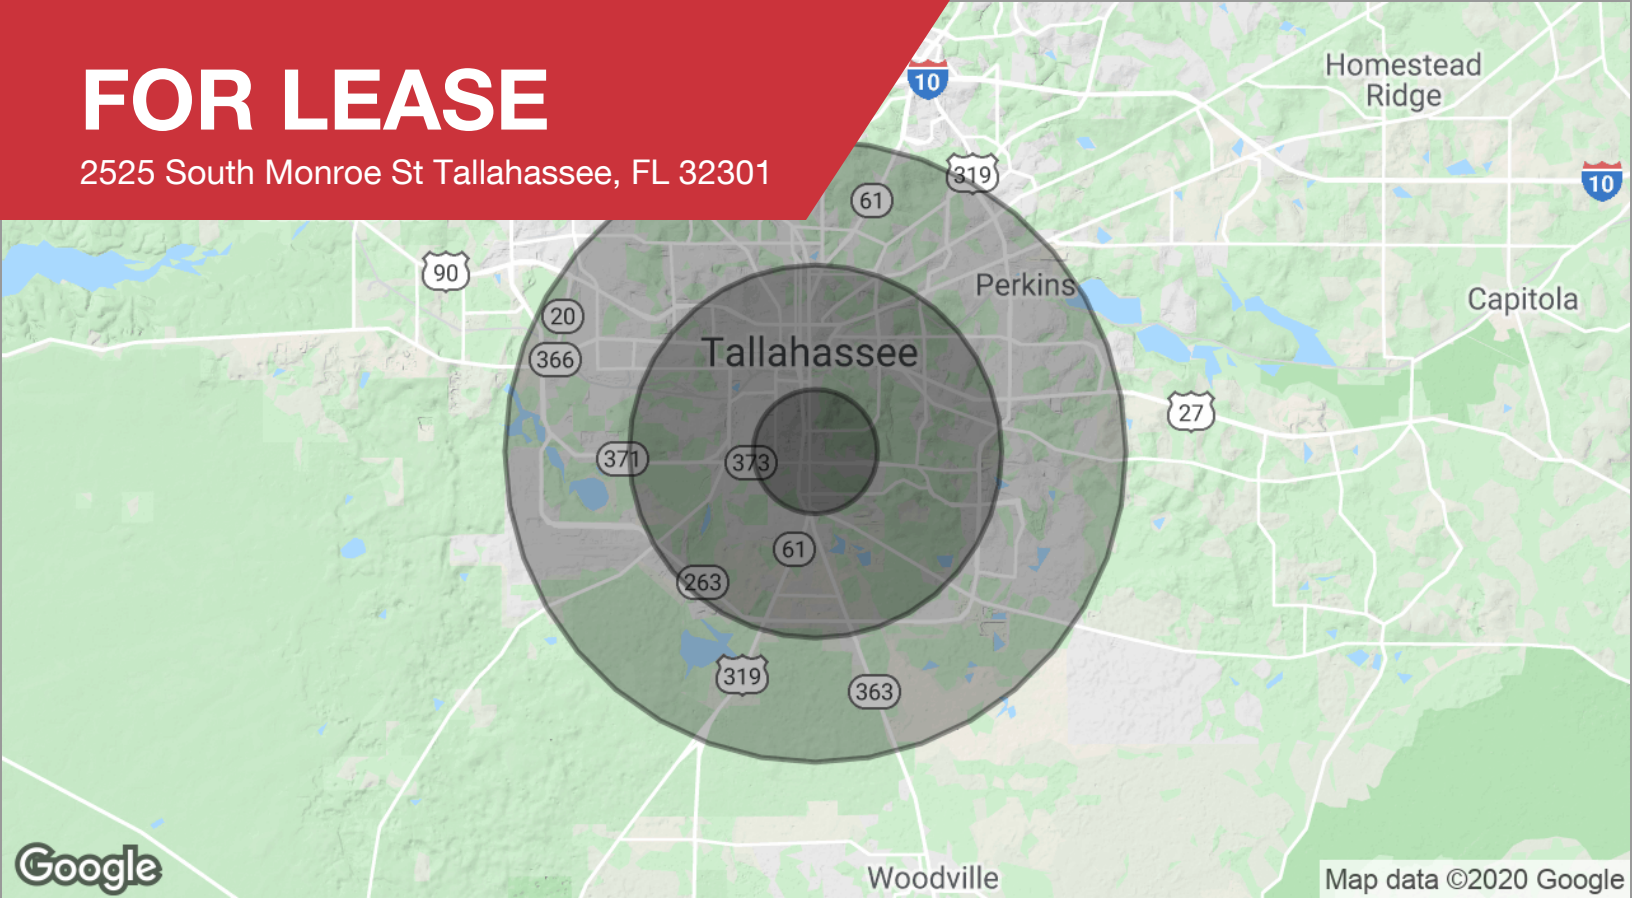 FOR LEASE
2525 South Monroe St Tallahassee, FL 32301
10
Homestead
Ridge
319
10
61
90
Perkins
Capitola
20
Tallahassee
366
27
371
373
61
263
319
363
Google
Woodville
Map data ©2020 Google